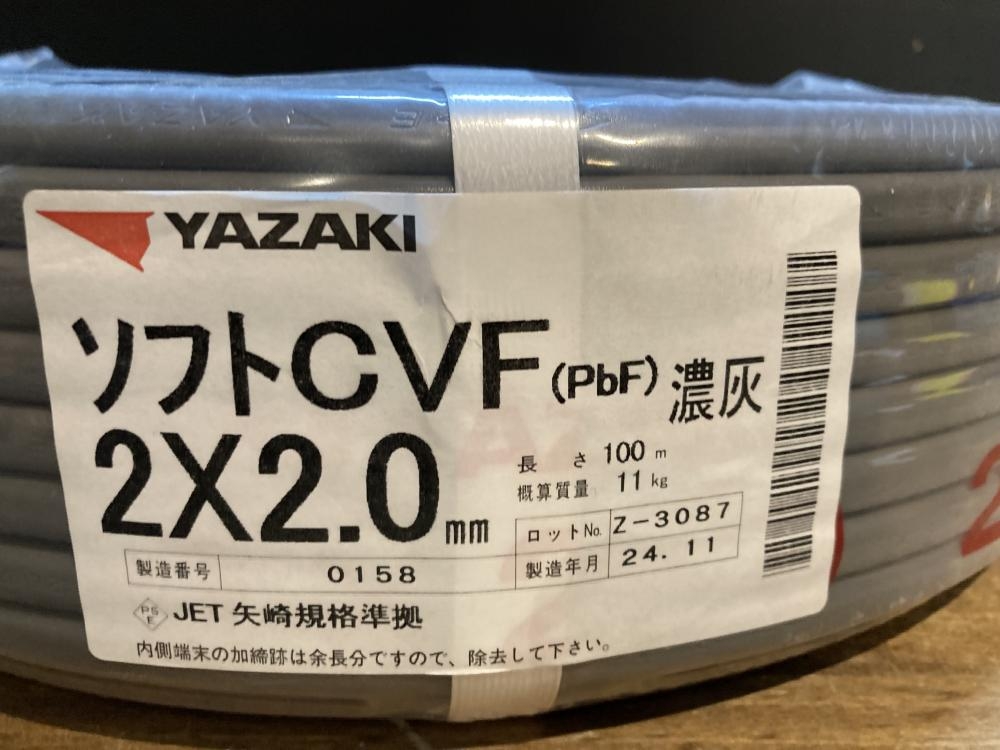 YAZAKI
ソフトCVF (PbF) 濃灰
2X2.0mm
長さ 100m
概算質量 11kg
ロットNo. Z-3087
製造年月 24.11
製造番号 0158
PSE JET 矢崎規格準拠
内側端末の加締跡は余長分ですので、除去して下さい。